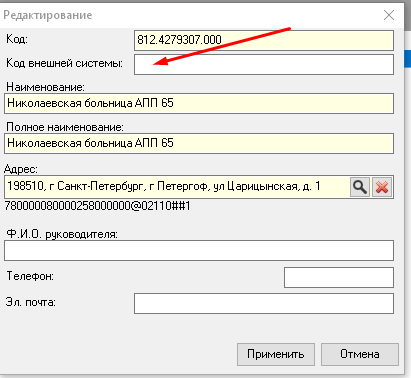 Редактирование
Код: 812.4279307.000
Код внешней системы:
Наименование:
Николаевская больница АПП 65
Полное наименование:
Николаевская больница АПП 65
Адрес:
198510, г Санкт-Петербург, г Петергоф, ул Царицынская, д. 1
780000080000258000000@02110##1
Ф.И.О. руководителя:
Телефон:
Эл. почта:
Применить Отмена